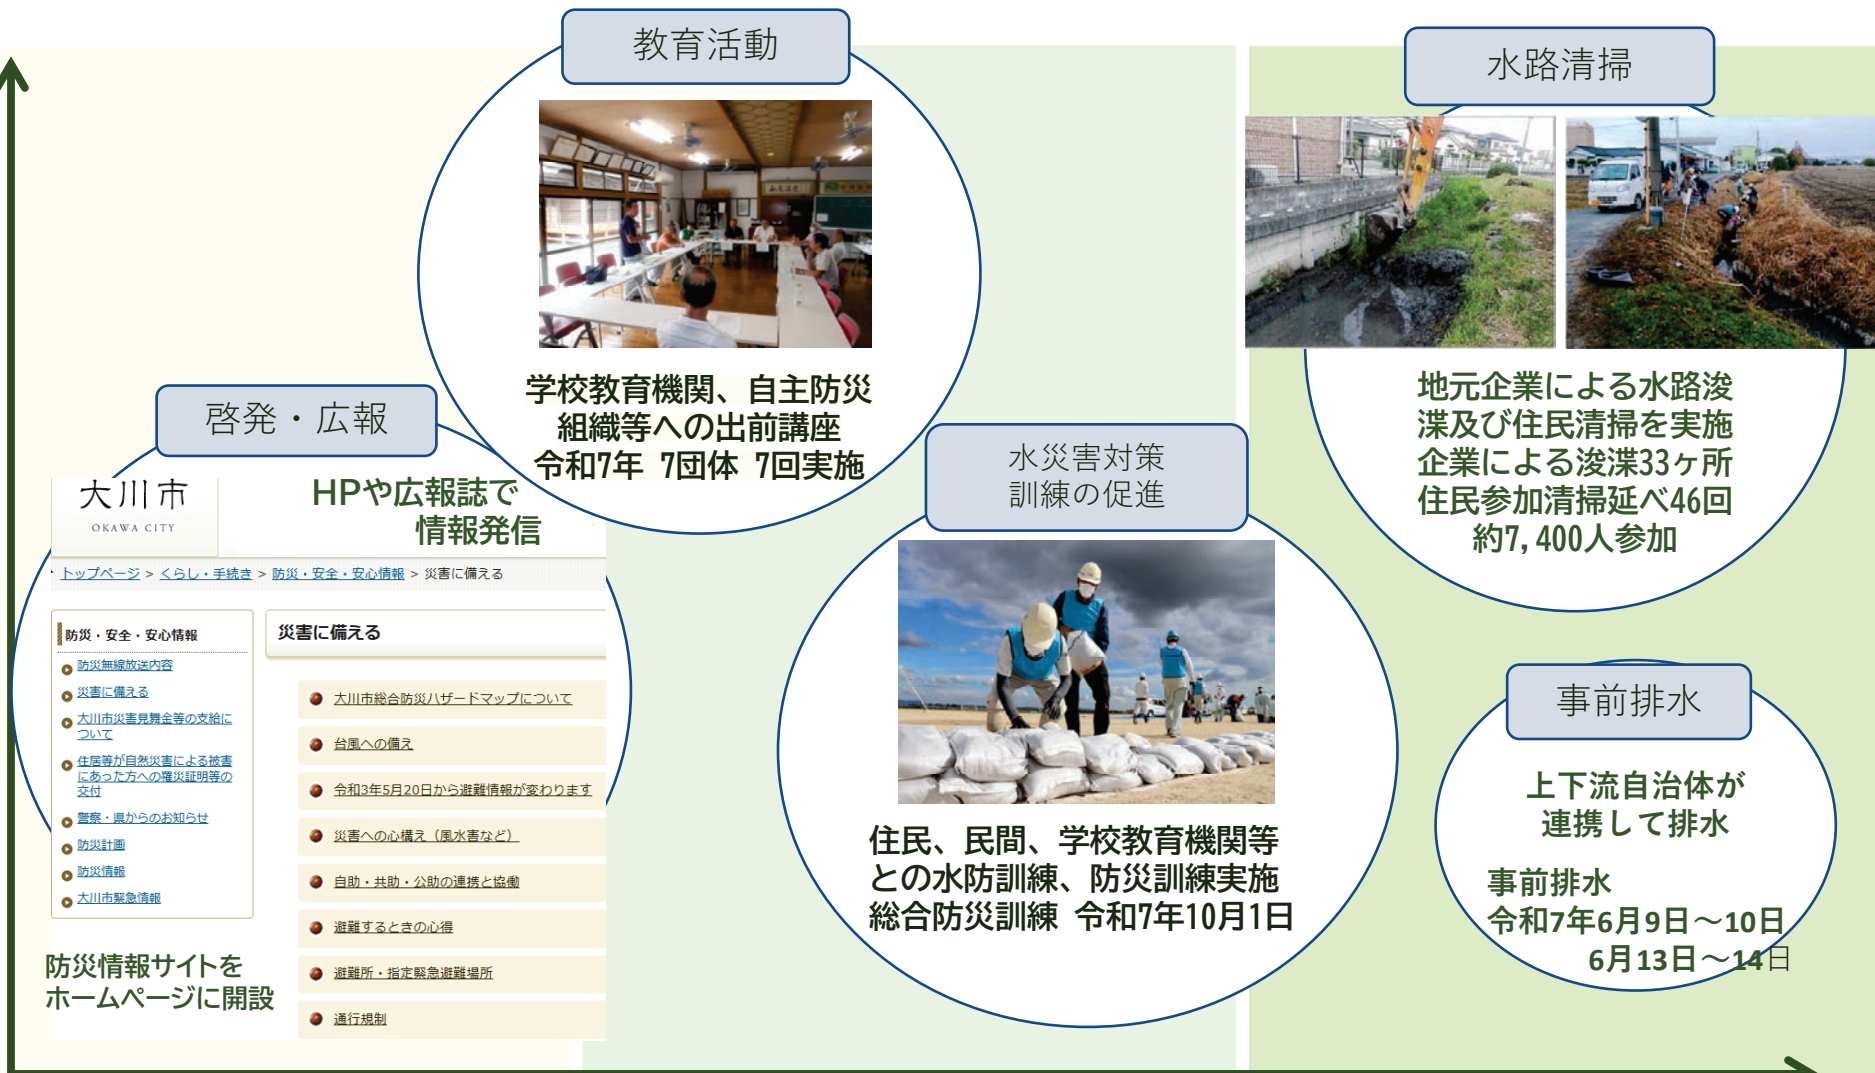 教育活動
学校教育機関、自主防災
組織等への出前講座
令和7年 7団体 7回実施
啓発・広報
大川市
OKAWA CITY
HPや広報誌で
情報発信
トップページ > くらし・手続き > 防災・安全・安心情報 > 災害に備える
防災・安全・安心情報
防災無線放送内容
災害に備える
大川市災害見舞金等の支給に
ついて
住居等が自然災害による被害
にあった方への罹災証明等の
交付
警察・県からのお知らせ
防災計画
防災情報
大川市緊急情報
災害に備える
大川市総合防災ハザードマップについて
台風への備え
令和3年5月20日から避難情報が変わります
災害への心構え(風水害など)
自助・共助・公助の連携と協働
避難するときの心得
避難所・指定緊急避難場所
通行規制
防災情報サイトを
ホームページに開設
水災害対策
訓練の促進
住民、民間、学校教育機関等
との水防訓練、防災訓練実施
総合防災訓練 令和7年10月1日
水路清掃
地元企業による水路浚
渫及び住民清掃を実施
企業による浚渫33ヶ所
住民参加清掃延べ46回
約7,400人参加
事前排水
上下流自治体が
連携して排水
事前排水
令和7年6月9日～10日
6月13日～14日